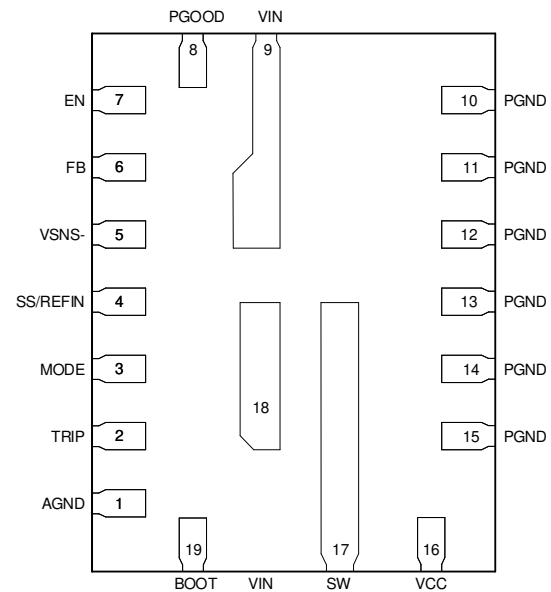 PGOOD VIN
8 9
EN 7 10 PGND
FB 6 11 PGND
VSNS- 5 12 PGND
SS/REFIN 4 13 PGND
MODE 3 14 PGND
18
TRIP 2 15 PGND
AGND 1
19 17 16
BOOT VIN SW VCC